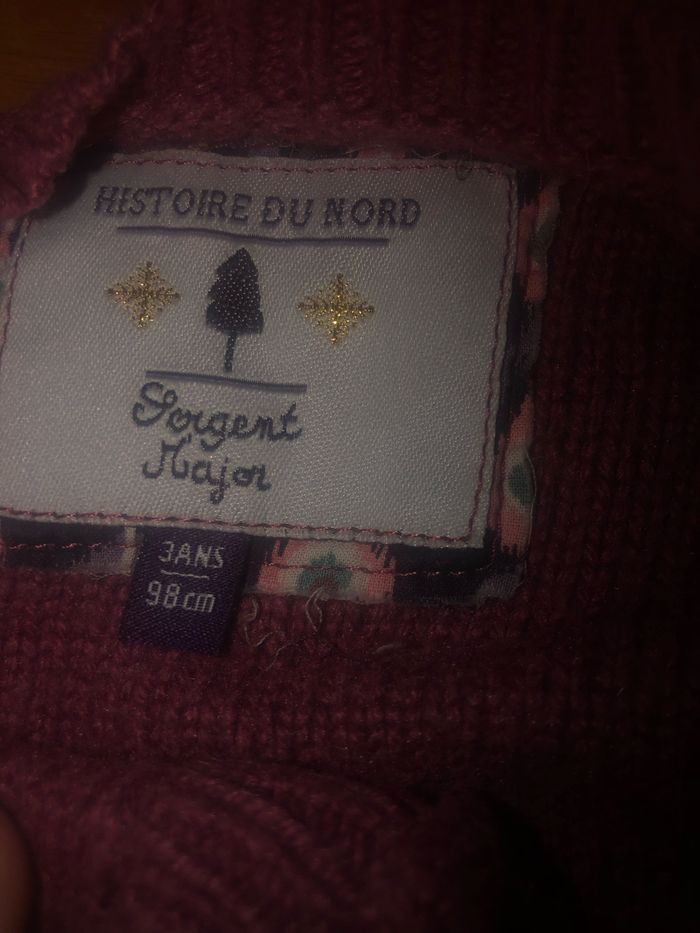 HISTOIRE DU NORD
Sergent
Major
3ANS
98cm